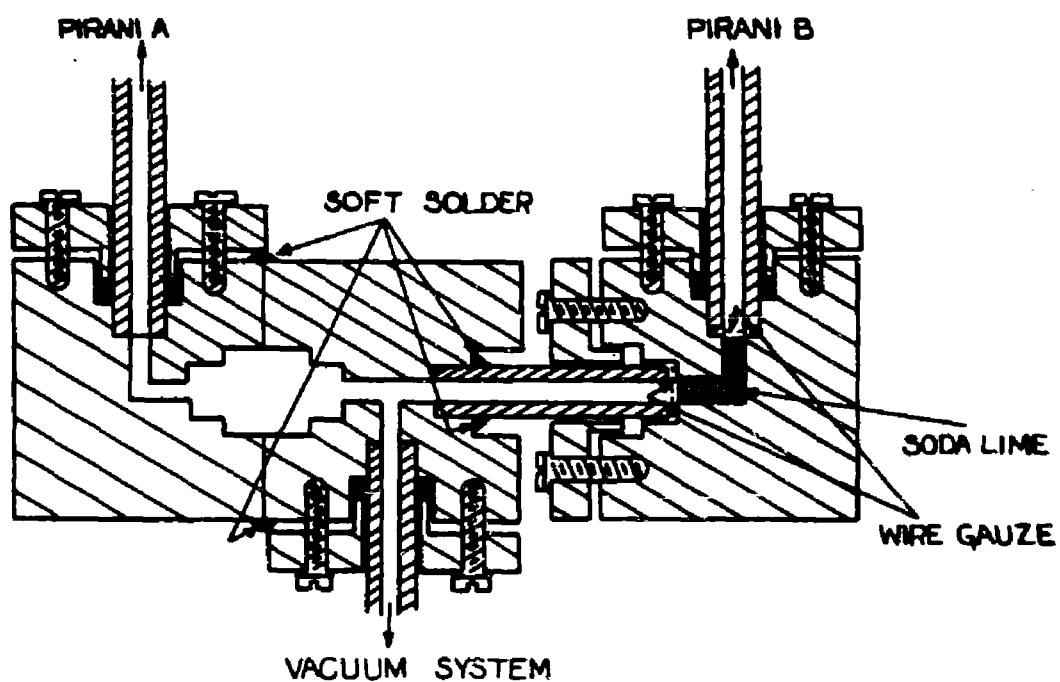 PIRANI A
PIRANI B
SOFT SOLDER
SODA LIME
WIRE GAUZE
VACUUM SYSTEM